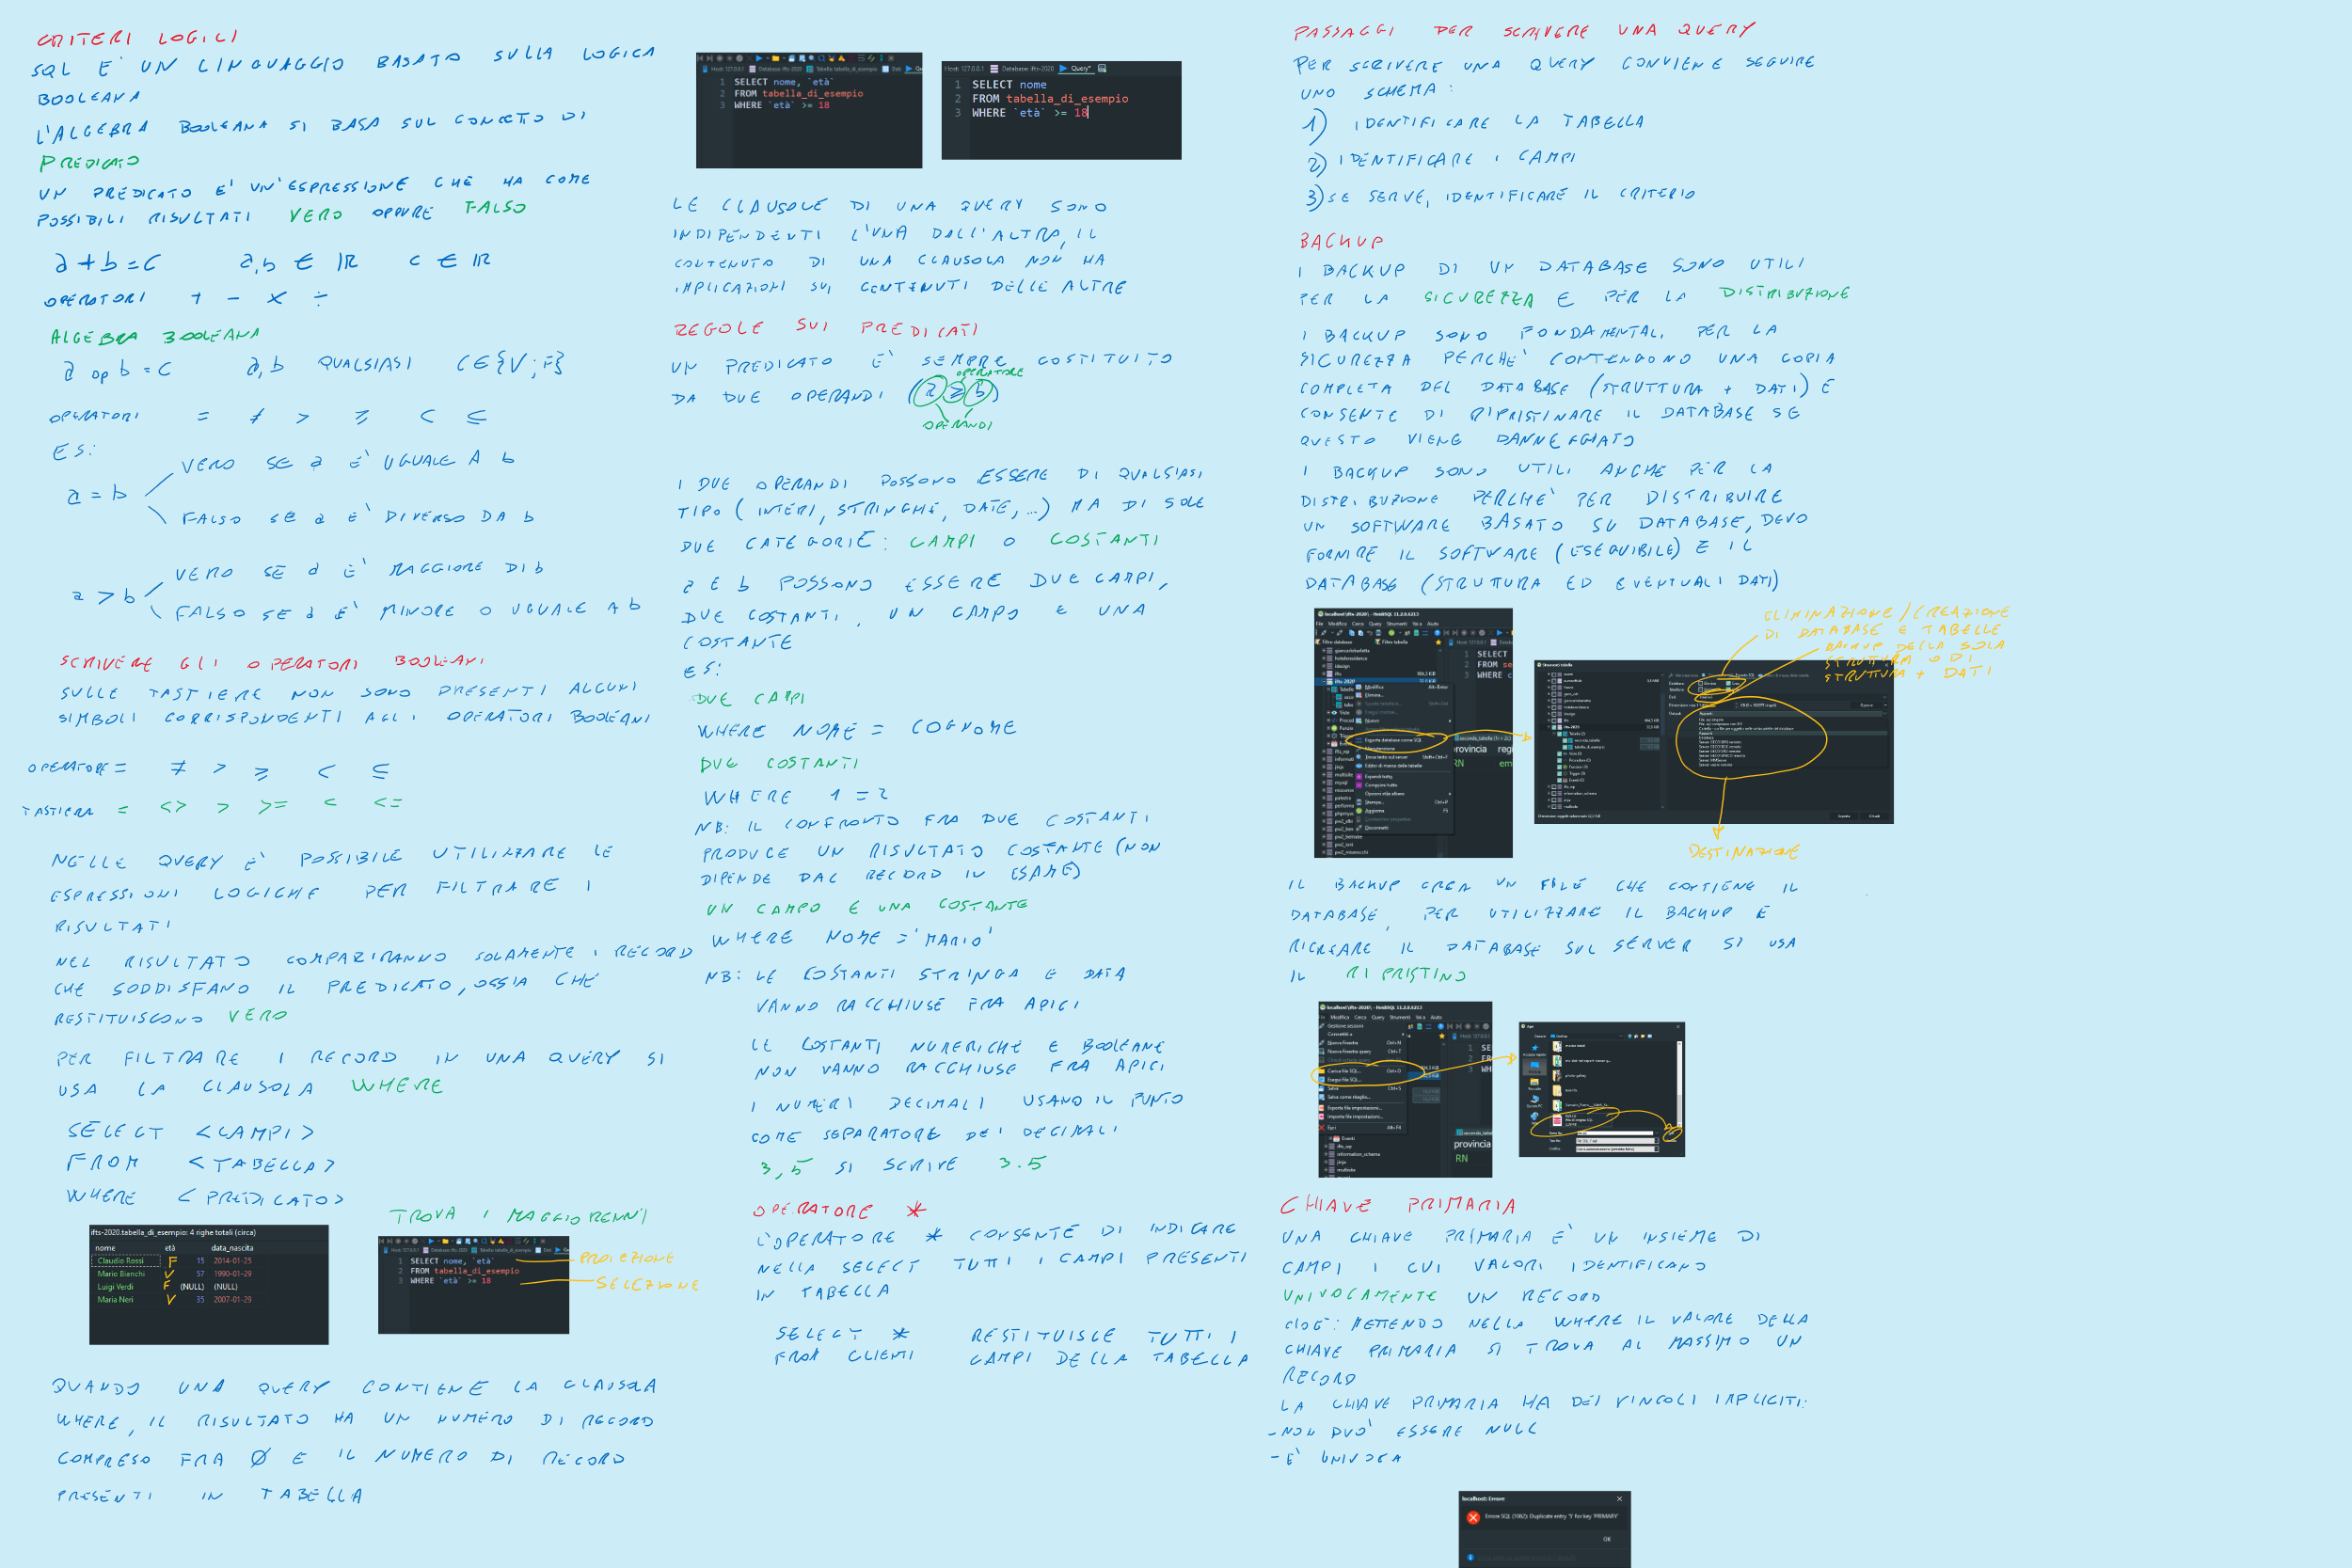 CRITERI LOGICI
SQL E' UN LINGUAGGIO BASATO SULLA LOGICA
BOOLEANA
L'ALGEBRA BOOLEANA SI BASA SUL CONCETTO DI
PREDICATO
UN PREDICATO E' UN'ESPRESSIONE CHE HA COME
POSSIBILI RISULTATI VERO OPPURE FALSO
a + b = c a,b ∈ IR c ∈ IR
OPERATORI + - × ÷
ALGEBRA BOOLEANA
a op b = c a,b QUALSIASI C∈{V;F}
OPERATORI = ≠ > ⩾ < ≤
ES:
a = b
VERO SE a E' UGUALE A b
FALSO SE a E' DIVERSO DA b
a > b
VERO SE a E' MAGGIORE DI b
FALSO SE a E' MINORE O UGUALE A b
SCRIVERE GLI OPERATORI BOOLEANI
SULLE TASTIERE NON SONO PRESENTI ALCUNI
SIMBOLI CORRISPONDENTI AGLI OPERATORI BOOLEANI
OPERATORE = ≠ > ⩾ < ≤
TASTIERA = <> > >= < <=
NELLE QUERY E' POSSIBILE UTILIZZARE LE
ESPRESSIONI LOGICHE PER FILTRARE I
RISULTATI
NEL RISULTATO COMPARIRANNO SOLAMENTE I RECORD
CHE SODDISFANO IL PREDICATO, OSSIA CHE
RESTITUISCONO VERO
PER FILTRARE I RECORD IN UNA QUERY SI
USA LA CLAUSOLA WHERE
SELECT <CAMPI>
FROM <TABELLA>
WHERE <PREDICATO>
ifts-2020.tabella_di_esempio: 4 righe totali (circa)
nome età data_nascita
Claudio Rossi F 15 2014-01-25
Mario Bianchi V 57 1990-01-29
Luigi Verdi F (NULL) (NULL)
Maria Neri V 35 2007-01-29
TROVA I MAGGIORENNI
1 SELECT nome, `età`
2 FROM tabella_di_esempio
3 WHERE `età` >= 18
PROIEZIONE
SELEZIONE
QUANDO UNA QUERY CONTIENE LA CLAUSOLA
WHERE, IL RISULTATO HA UN NUMERO DI RECORD
COMPRESO FRA Ø E IL NUMERO DI RECORD
PRESENTI IN TABELLA
1 SELECT nome, `età`
2 FROM tabella_di_esempio
3 WHERE `età` >= 18
Host: 127.0.0.1 Database: ifts-2020 Query*
1 SELECT nome
2 FROM tabella_di_esempio
3 WHERE `età` >= 18
LE CLAUSOLE DI UNA QUERY SONO
INDIPENDENTI L'UNA DALL'ALTRA, IL
CONTENUTO DI UNA CLAUSOLA NON HA
IMPLICAZIONI SUI CONTENUTI DELLE ALTRE
REGOLE SUI PREDICATI
UN PREDICATO E' SEMPRE COSTITUITO
DA DUE OPERANDI (a ≥ b)
OPERATORE
OPERANDI
I DUE OPERANDI POSSONO ESSERE DI QUALSIASI
TIPO (INTERI, STRINGHE, DATE, ...) MA DI SOLE
DUE CATEGORIE: CAMPI O COSTANTI
a E b POSSONO ESSERE DUE CAMPI,
DUE COSTANTI, UN CAMPO E UNA
COSTANTE
ES:
DUE CAMPI
WHERE NOME = COGNOME
DUE COSTANTI
WHERE 1 = 2
NB: IL CONFRONTO FRA DUE COSTANTI
PRODUCE UN RISULTATO COSTANTE (NON
DIPENDE DAL RECORD IN ESAME)
UN CAMPO E UNA COSTANTE
WHERE NOME = 'MARIO'
NB: LE COSTANTI STRINGA E DATA
VANNO RACCHIUSE FRA APICI
LE COSTANTI NUMERICHE E BOOLEANE
NON VANNO RACCHIUSE FRA APICI
I NUMERI DECIMALI USANO IL PUNTO
COME SEPARATORE DEI DECIMALI
3,5 SI SCRIVE 3.5
OPERATORE *
L'OPERATORE * CONSENTE DI INDICARE
NELLA SELECT TUTTI I CAMPI PRESENTI
IN TABELLA
SELECT * RESTITUISCE TUTTI I
FROM CLIENTI CAMPI DELLA TABELLA
PASSAGGI PER SCRIVERE UNA QUERY
PER SCRIVERE UNA QUERY CONVIENE SEGUIRE
UNO SCHEMA:
1) IDENTIFICARE LA TABELLA
2) IDENTIFICARE I CAMPI
3) SE SERVE, IDENTIFICARE IL CRITERIO
BACKUP
I BACKUP DI UN DATABASE SONO UTILI
PER LA SICUREZZA E PER LA DISTRIBUZIONE
I BACKUP SONO FONDAMENTALI PER LA
SICUREZZA PERCHE' CONTENGONO UNA COPIA
COMPLETA DEL DATABASE (STRUTTURA + DATI) E
CONSENTE DI RIPRISTINARE IL DATABASE SE
QUESTO VIENE DANNEGGIATO
I BACKUP SONO UTILI ANCHE PER LA
DISTRIBUZIONE PERCHE' PER DISTRIBUIRE
UN SOFTWARE BASATO SU DATABASE, DEVO
FORNIRE IL SOFTWARE (ESEGUIBILE) E IL
DATABASE (STRUTTURA ED EVENTUALI DATI)
ELIMINAZIONE/CREAZIONE
DI DATABASE E TABELLE
BACKUP DELLA SOLA
STRUTTURA O DI
STRUTTURA + DATI
Esporta database come SQL
DESTINAZIONE
IL BACKUP CREA UN FILE CHE CONTIENE IL
DATABASE, PER UTILIZZARE IL BACKUP E
RICREARE IL DATABASE SUL SERVER SI USA
IL RIPRISTINO
Carica file SQL...
Esegui file SQL...
provincia
RN
CHIAVE PRIMARIA
UNA CHIAVE PRIMARIA E' UN INSIEME DI
CAMPI I CUI VALORI IDENTIFICANO
UNIVOCAMENTE UN RECORD
CIOE': METTENDO NELLA WHERE IL VALORE DELLA
CHIAVE PRIMARIA SI TROVA AL MASSIMO UN
RECORD
LA CHIAVE PRIMARIA HA DEI VINCOLI IMPLICITI:
- NON PUO' ESSERE NULL
- E' UNIVOCA
localhost: Errore
Errore SQL (1062): Duplicate entry '1' for key 'PRIMARY'
OK